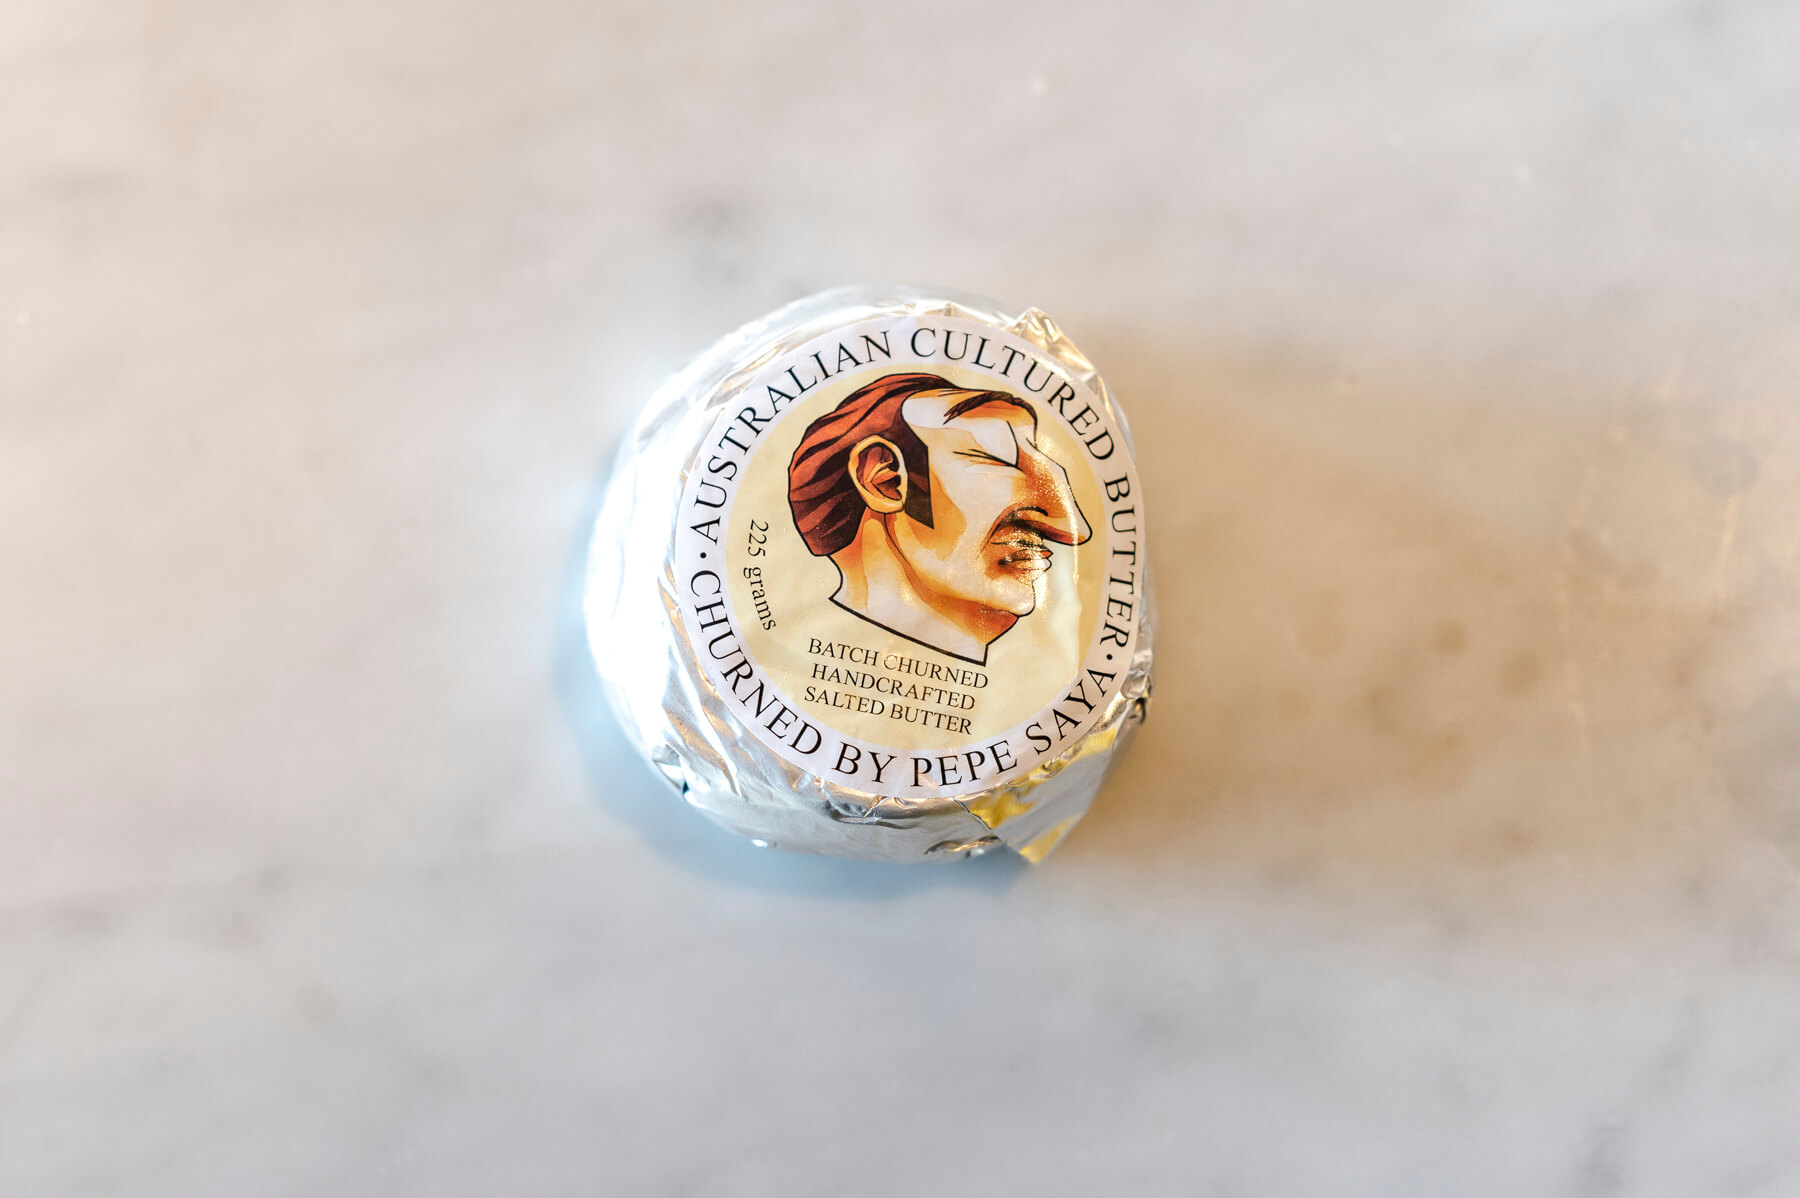 ·AUSTRALIAN CULTURED BUTTER·
CHURNED BY PEPE SAYA
225 grams
BATCH CHURNED
HANDCRAFTED
SALTED BUTTER